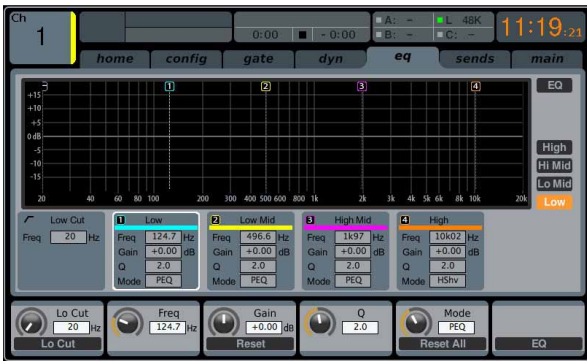 Ch
1
0:00 - 0:00
A: -
B: -
L 48K
C: -
11:19:21
home config gate dyn eq sends main
+15
+10
+5
0dB
-5
-10
-15
1 2 3 4
20 40 60 80 100 200 300 400 500 600 800 1k 2k 3k 4k 5k 6k 8k 10k 20k
EQ
High
Hi Mid
Lo Mid
Low
Low Cut
Freq 20 Hz
1 Low
Freq 124.7 Hz
Gain +0.00 dB
Q 2.0
Mode PEQ
2 Low Mid
Freq 496.6 Hz
Gain +0.00 dB
Q 2.0
Mode PEQ
3 High Mid
Freq 1k97 Hz
Gain +0.00 dB
Q 2.0
Mode PEQ
4 High
Freq 10k02 Hz
Gain +0.00 dB
Q 2.0
Mode HShv
Lo Cut
20 Hz
Lo Cut
Freq
124.7 Hz
Gain
+0.00 dB
Reset
Q
2.0
Mode
PEQ
Reset All
EQ